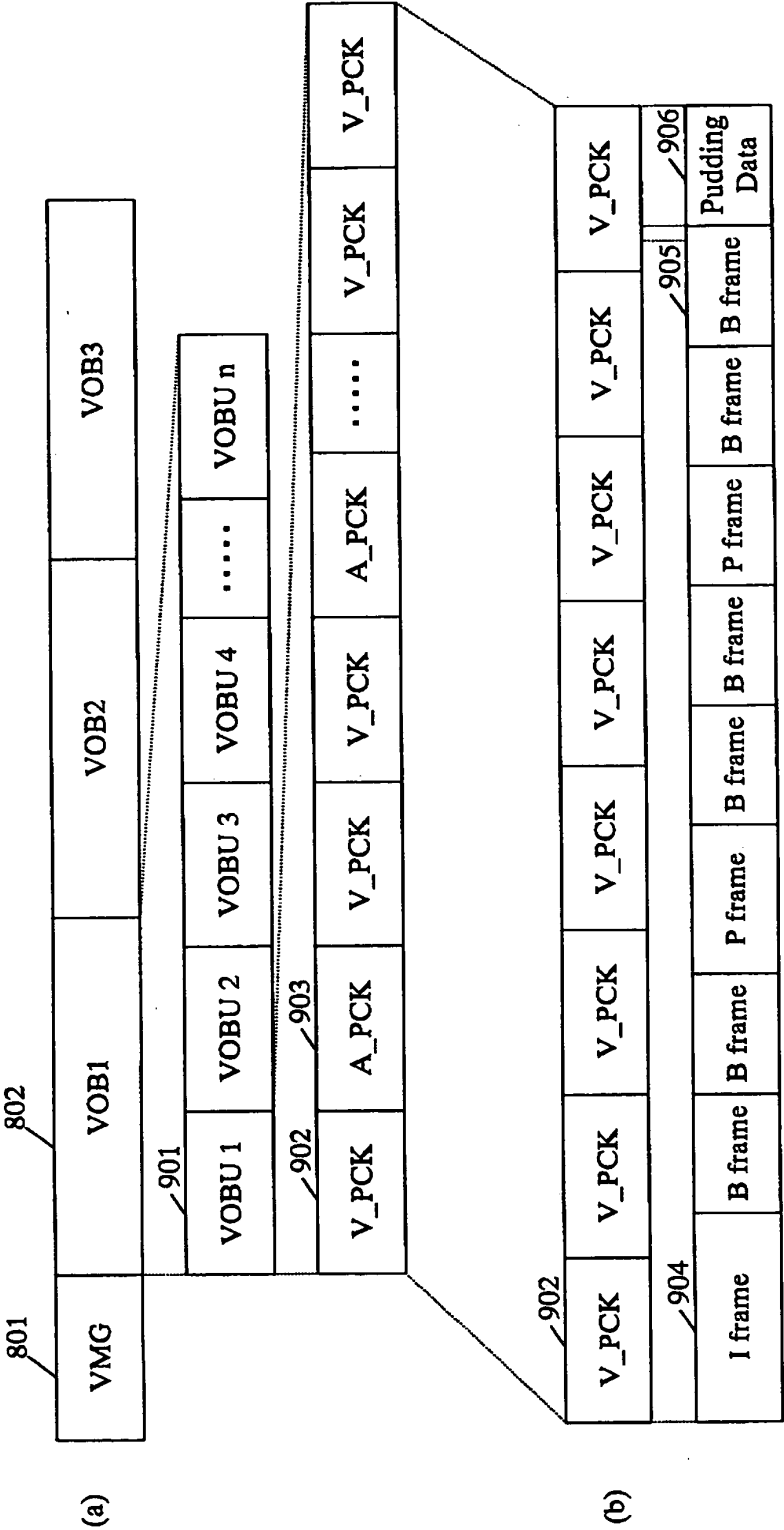 (a)
801 802
VMG VOB1 VOB2 VOB3
901
VOBU 1 VOBU 2 VOBU 3 VOBU 4 ..... VOBU n
902 903
V_PCK A_PCK V_PCK V_PCK A_PCK ..... V_PCK V_PCK
(b)
902
V_PCK V_PCK V_PCK V_PCK V_PCK V_PCK V_PCK V_PCK
904 905 906
I frame B frame B frame P frame B frame B frame P frame B frame B frame Pudding Data